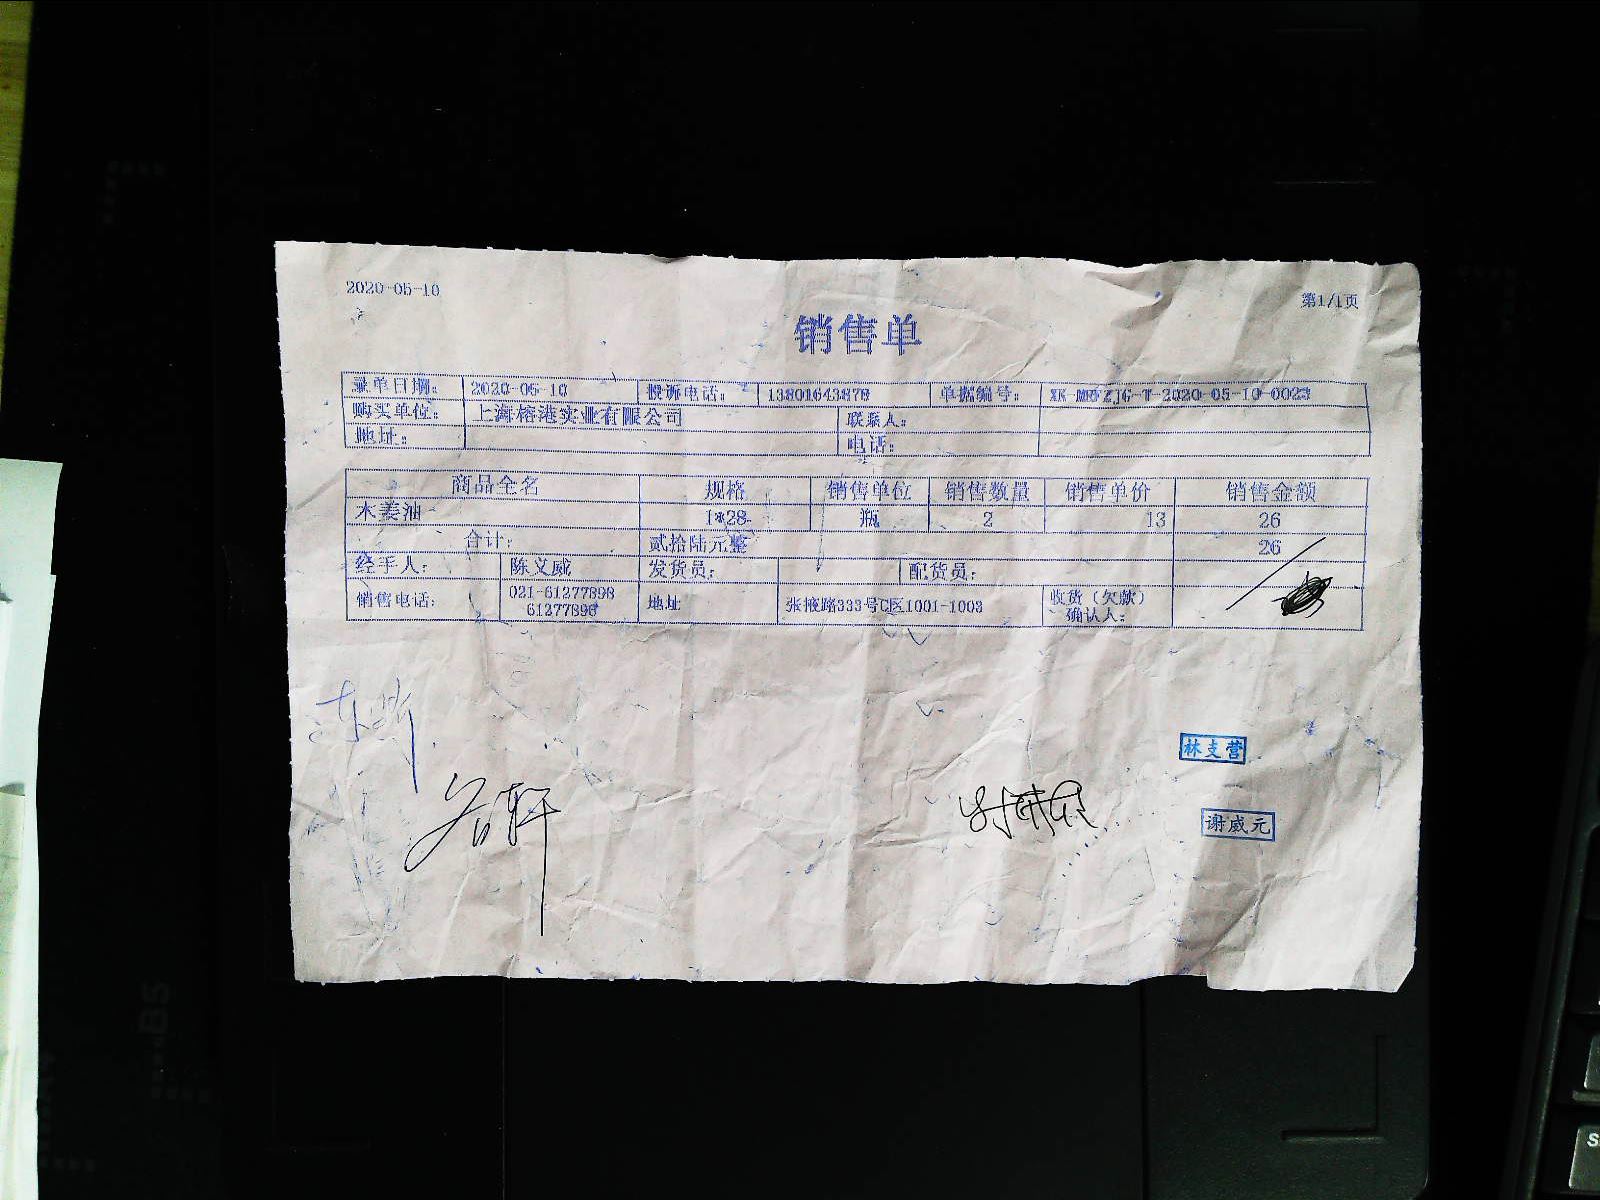 2020-05-10
第1/1页
销售单
录单日期: 2020-05-10 投诉电话: 13801643878 单据编号: XK-MRFZJG-T-2020-05-10-0023
购买单位: 上海榕港实业有限公司 联系人:
地址: 电话:
商品全名 规格 销售单位 销售数量 销售单价 销售金额
木姜油 1*28 瓶 2 13 26
合计: 贰拾陆元整 26
经手人: 陈义威 发货员: 配货员:
销售电话: 021-61277898 地址 张掖路333号C区1001-1003 收货(欠款)
61277896 确认人:
林支营
谢威元
B5